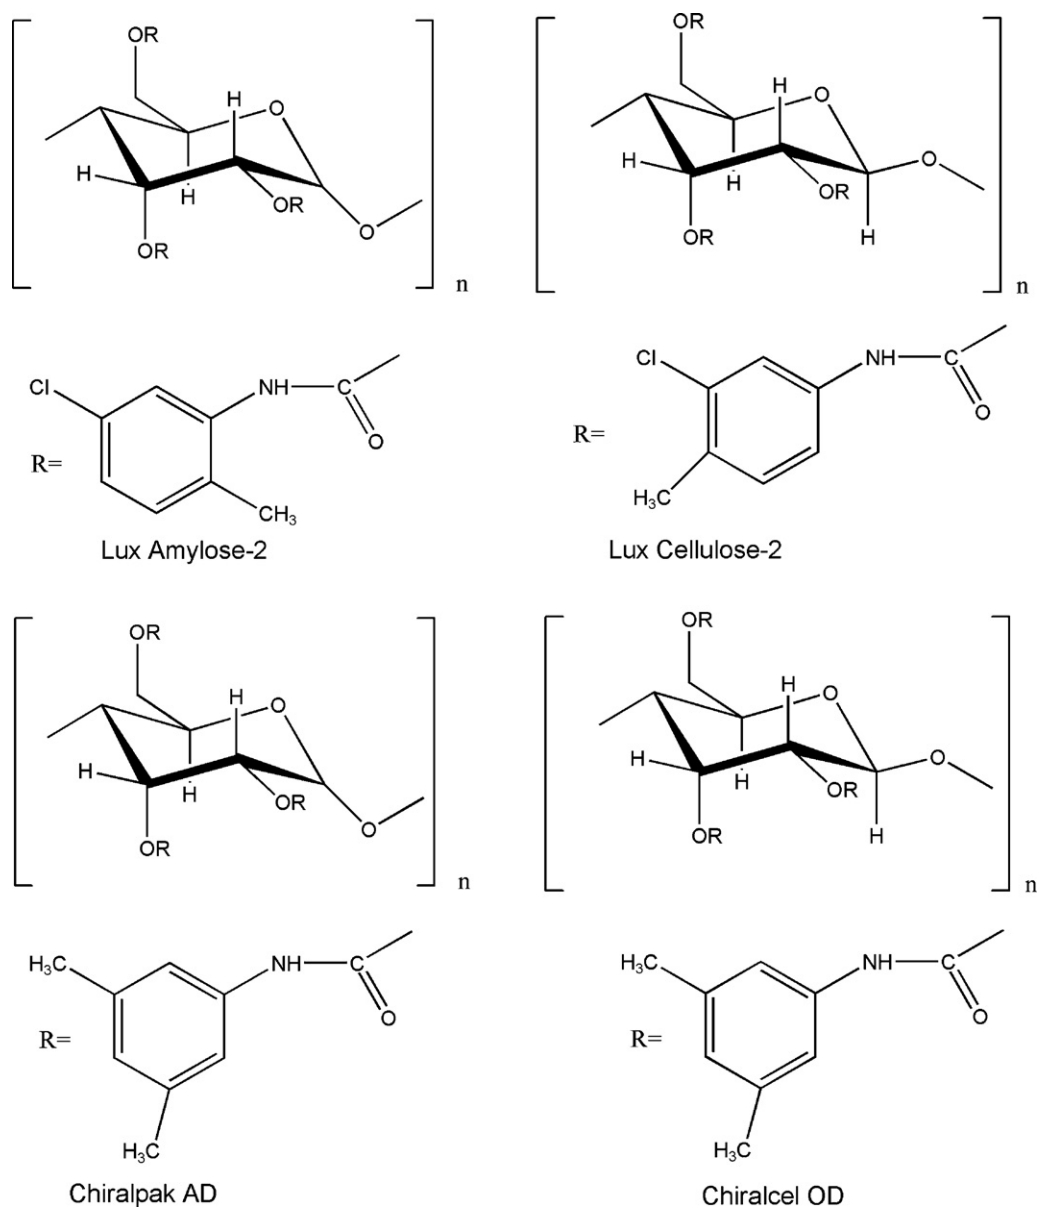 OR
OR
H
O
H
O
H
H
H
OR
H
OR
O
OR
O
OR
H
n
n
Cl
NH
C
O
R=
CH₃
Lux Amylose-2
Cl
NH
C
O
R=
H₃C
Lux Cellulose-2
OR
OR
H
O
H
O
H
H
H
OR
H
OR
O
OR
O
OR
H
n
n
H₃C
NH
C
O
R=
H₃C
Chiralpak AD
H₃C
NH
C
O
R=
H₃C
Chiralcel OD